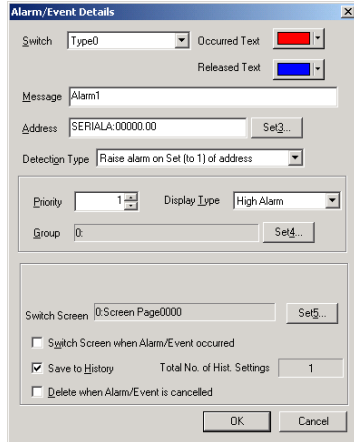 Alarm/Event Details
Switch Type0 Occurred Text
Released Text
Message Alarm1
Address SERIALA:00000.00 Set3...
Detection Type Raise alarm on Set (to 1) of address
Priority 1 Display Type High Alarm
Group 0: Set4...
Switch Screen 0:Screen Page0000 Set5...
Switch Screen when Alarm/Event occurred
Save to History Total No. of Hist. Settings 1
Delete when Alarm/Event is cancelled
OK Cancel